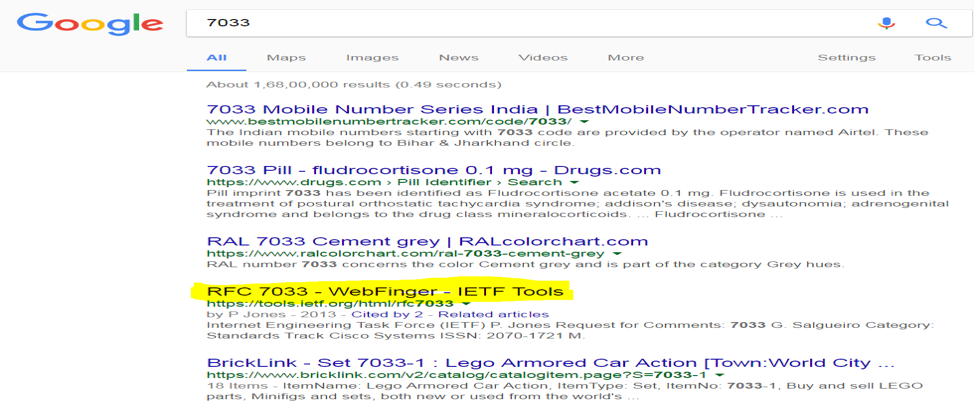 Google
7033
All Maps Images News Videos More Settings Tools
About 1,68,00,000 results (0.49 seconds)
7033 Mobile Number Series India | BestMobileNumberTracker.com
www.bestmobilenumbertracker.com/code/7033/
The Indian mobile numbers starting with 7033 code are provided by the operator named Airtel. These
mobile numbers belong to Bihar & Jharkhand circle.
7033 Pill - fludrocortisone 0.1 mg - Drugs.com
https://www.drugs.com › Pill Identifier › Search
Pill imprint 7033 has been identified as Fludrocortisone acetate 0.1 mg. Fludrocortisone is used in the
treatment of postural orthostatic tachycardia syndrome; addison's disease; dysautonomia; adrenogenital
syndrome and belongs to the drug class mineralocorticoids. ... Fludrocortisone ...
RAL 7033 Cement grey | RALcolorchart.com
https://www.ralcolorchart.com/ral-7033-cement-grey
RAL number 7033 concerns the color Cement grey and is part of the category Grey hues.
RFC 7033 - WebFinger - IETF Tools
https://tools.ietf.org/html/rfc7033
by P Jones - 2013 - Cited by 2 - Related articles
Internet Engineering Task Force (IETF) P. Jones Request for Comments: 7033 G. Salgueiro Category:
Standards Track Cisco Systems ISSN: 2070-1721 M.
BrickLink - Set 7033-1 : Lego Armored Car Action [Town:World City ...
https://www.bricklink.com/v2/catalog/catalogitem.page?S=7033-1
18 Items - ItemName: Lego Armored Car Action, ItemType: Set, ItemNo: 7033-1, Buy and sell LEGO
parts, Minifigs and sets, both new or used from the world's ...